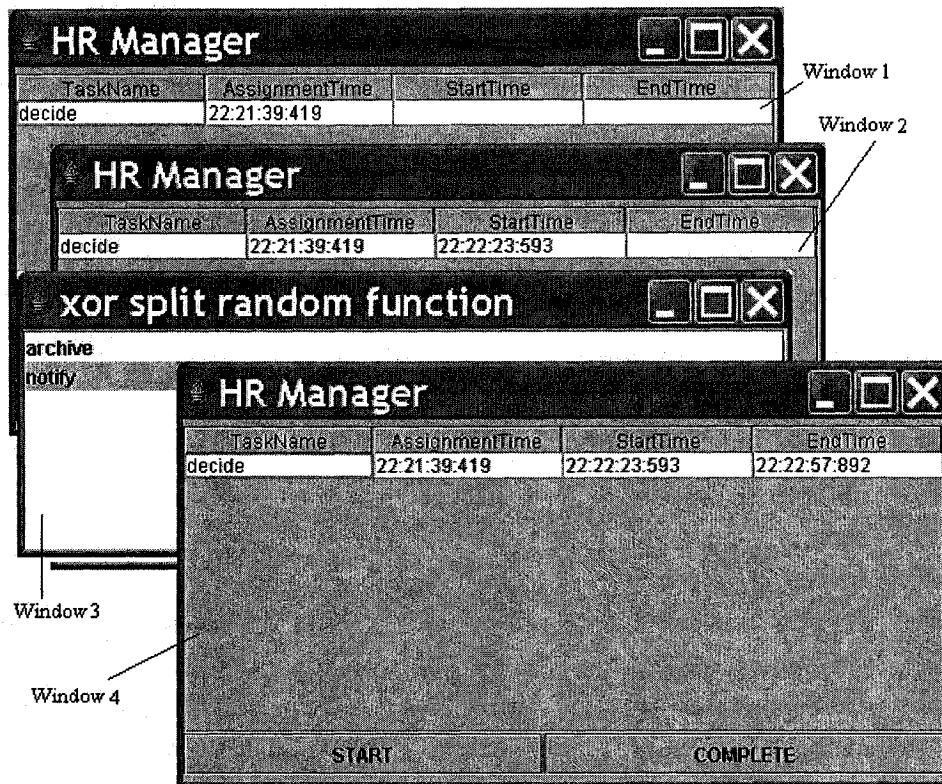 HR Manager
TaskName AssignmentTime StartTime EndTime
decide 22:21:39:419
Window 1
Window 2
HR Manager
TaskName AssignmentTime StartTime EndTime
decide 22:21:39:419 22:22:23:593
xor split random function
archive
notify
HR Manager
TaskName AssignmentTime StartTime EndTime
decide 22:21:39:419 22:22:23:593 22:22:57:892
Window 3
Window 4
START COMPLETE